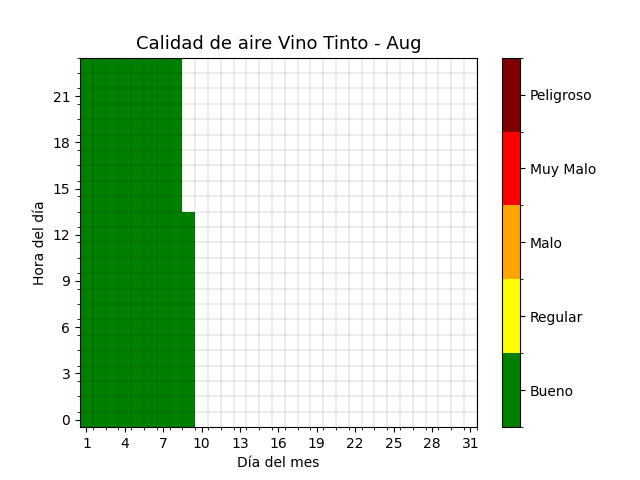 Calidad de aire Vino Tinto - Aug
Hora del día
21
18
15
12
9
6
3
0
1 4 7 10 13 16 19 22 25 28 31
Día del mes
Peligroso
Muy Malo
Malo
Regular
Bueno